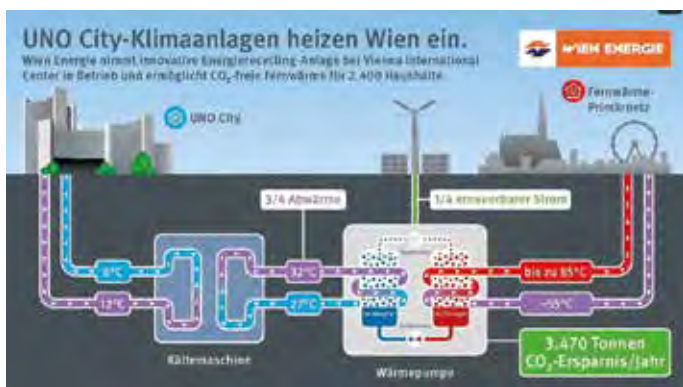 UNO City-Klimaanlagen heizen Wien ein.
WIEN ENERGIE
Wien Energie nimmt innovative Energierecycling-Anlage bei Vienna International
Center in Betrieb und ermöglicht CO₂-freie Fernwärme für 2.400 Haushalte.
UNO City
Fernwärme-
Primärnetz
3/4 Abwärme
1/4 erneuerbarer Strom
6°C
32°C
bis zu 85°C
12°C
27°C
~55°C
Kältemaschine
Wärmepumpe
3.470 Tonnen
CO₂-Ersparnis/Jahr